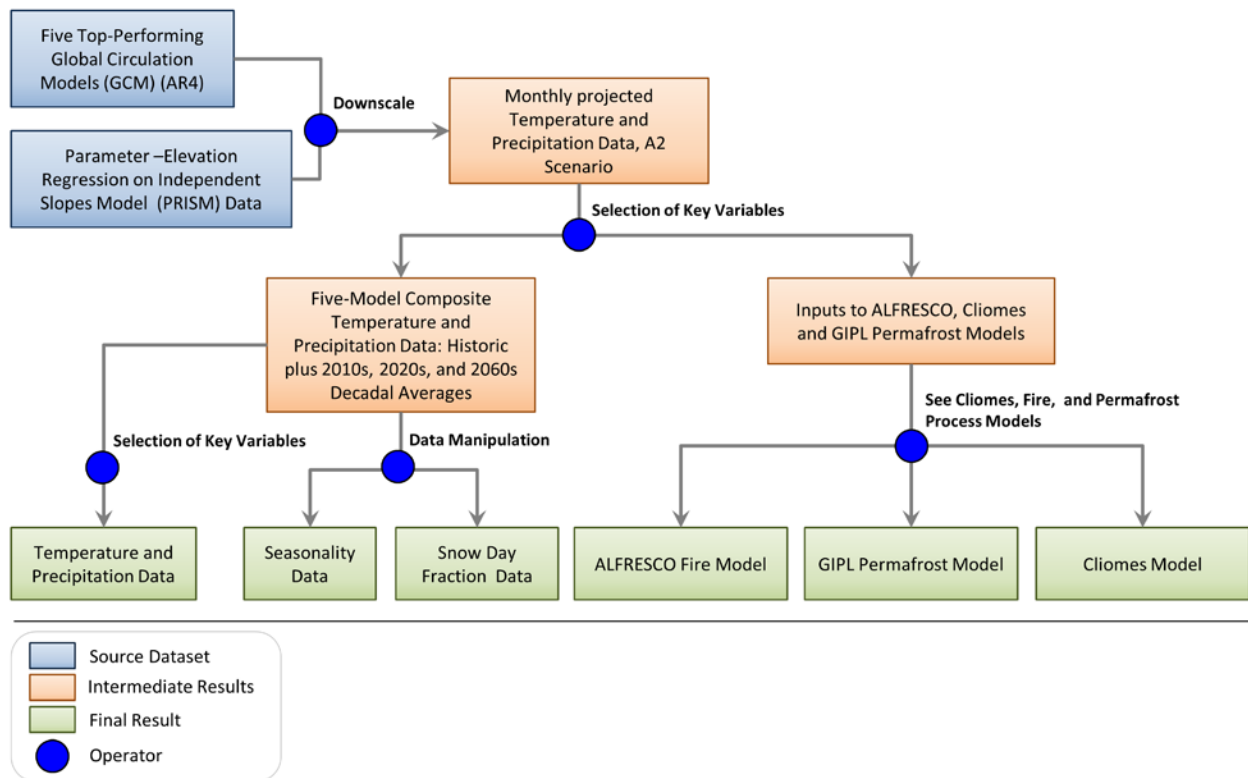 Five Top-Performing
Global Circulation
Models (GCM) (AR4)
Downscale
Monthly projected
Temperature and
Precipitation Data, A2
Scenario
Parameter –Elevation
Regression on Independent
Slopes Model (PRISM) Data
Selection of Key Variables
Five-Model Composite
Temperature and
Precipitation Data: Historic
plus 2010s, 2020s, and 2060s
Decadal Averages
Inputs to ALFRESCO, Cliomes
and GIPL Permafrost Models
See Cliomes, Fire, and Permafrost
Process Models
Selection of Key Variables
Data Manipulation
Temperature and
Precipitation Data
Seasonality
Data
Snow Day
Fraction Data
ALFRESCO Fire Model
GIPL Permafrost Model
Cliomes Model
Source Dataset
Intermediate Results
Final Result
Operator